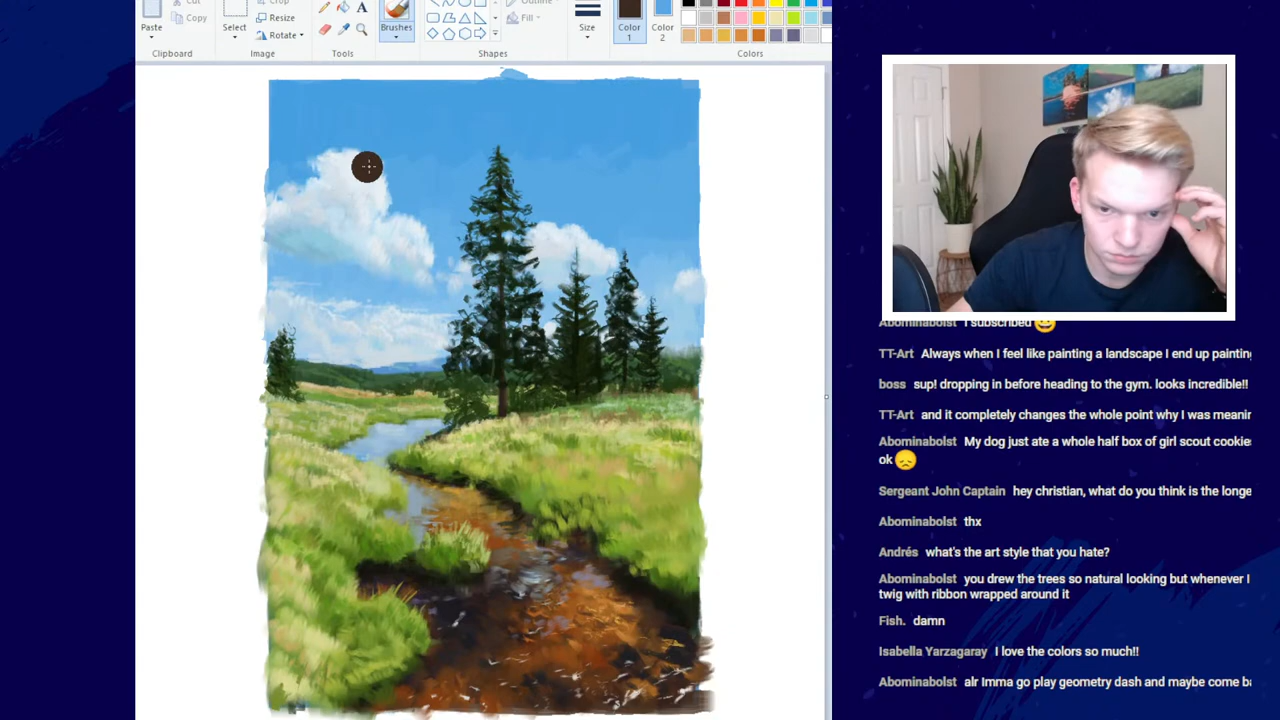 Cut
Crop
Outline
Paste
Copy
Select
Resize
Rotate
Brushes
Fill
Size
Color
1
Color
2
Clipboard
Image
Tools
Shapes
Colors
Abominabolst I subscribed
TT-Art Always when I feel like painting a landscape I end up painting
boss sup! dropping in before heading to the gym. looks incredible!!
TT-Art and it completely changes the whole point why I was
Abominabolst My dog just ate a whole half box of girl scout
ok
Sergeant John Captain hey christian, what do you think is the
Abominabolst thx
Andrés what's the art style that you hate?
Abominabolst you drew the trees so natural looking but whenever I
twig with ribbon wrapped around it
Fish. damn
Isabella Yarzagaray I love the colors so much!!
Abominabolst alr Imma go play geometry dash and maybe come